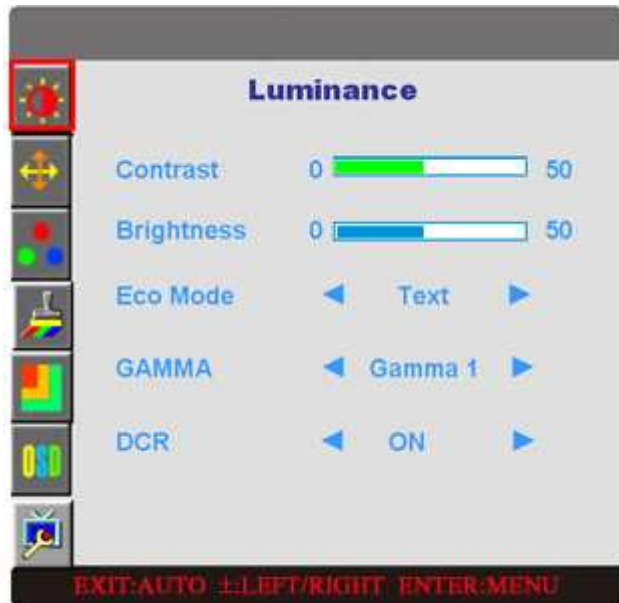 Luminance
Contrast 0 50
Brightness 0 50
Eco Mode ◀ Text ▶
GAMMA ◀ Gamma 1 ▶
DCR ◀ ON ▶
OSD
EXIT:AUTO ±:LEFT/RIGHT ENTER:MENU